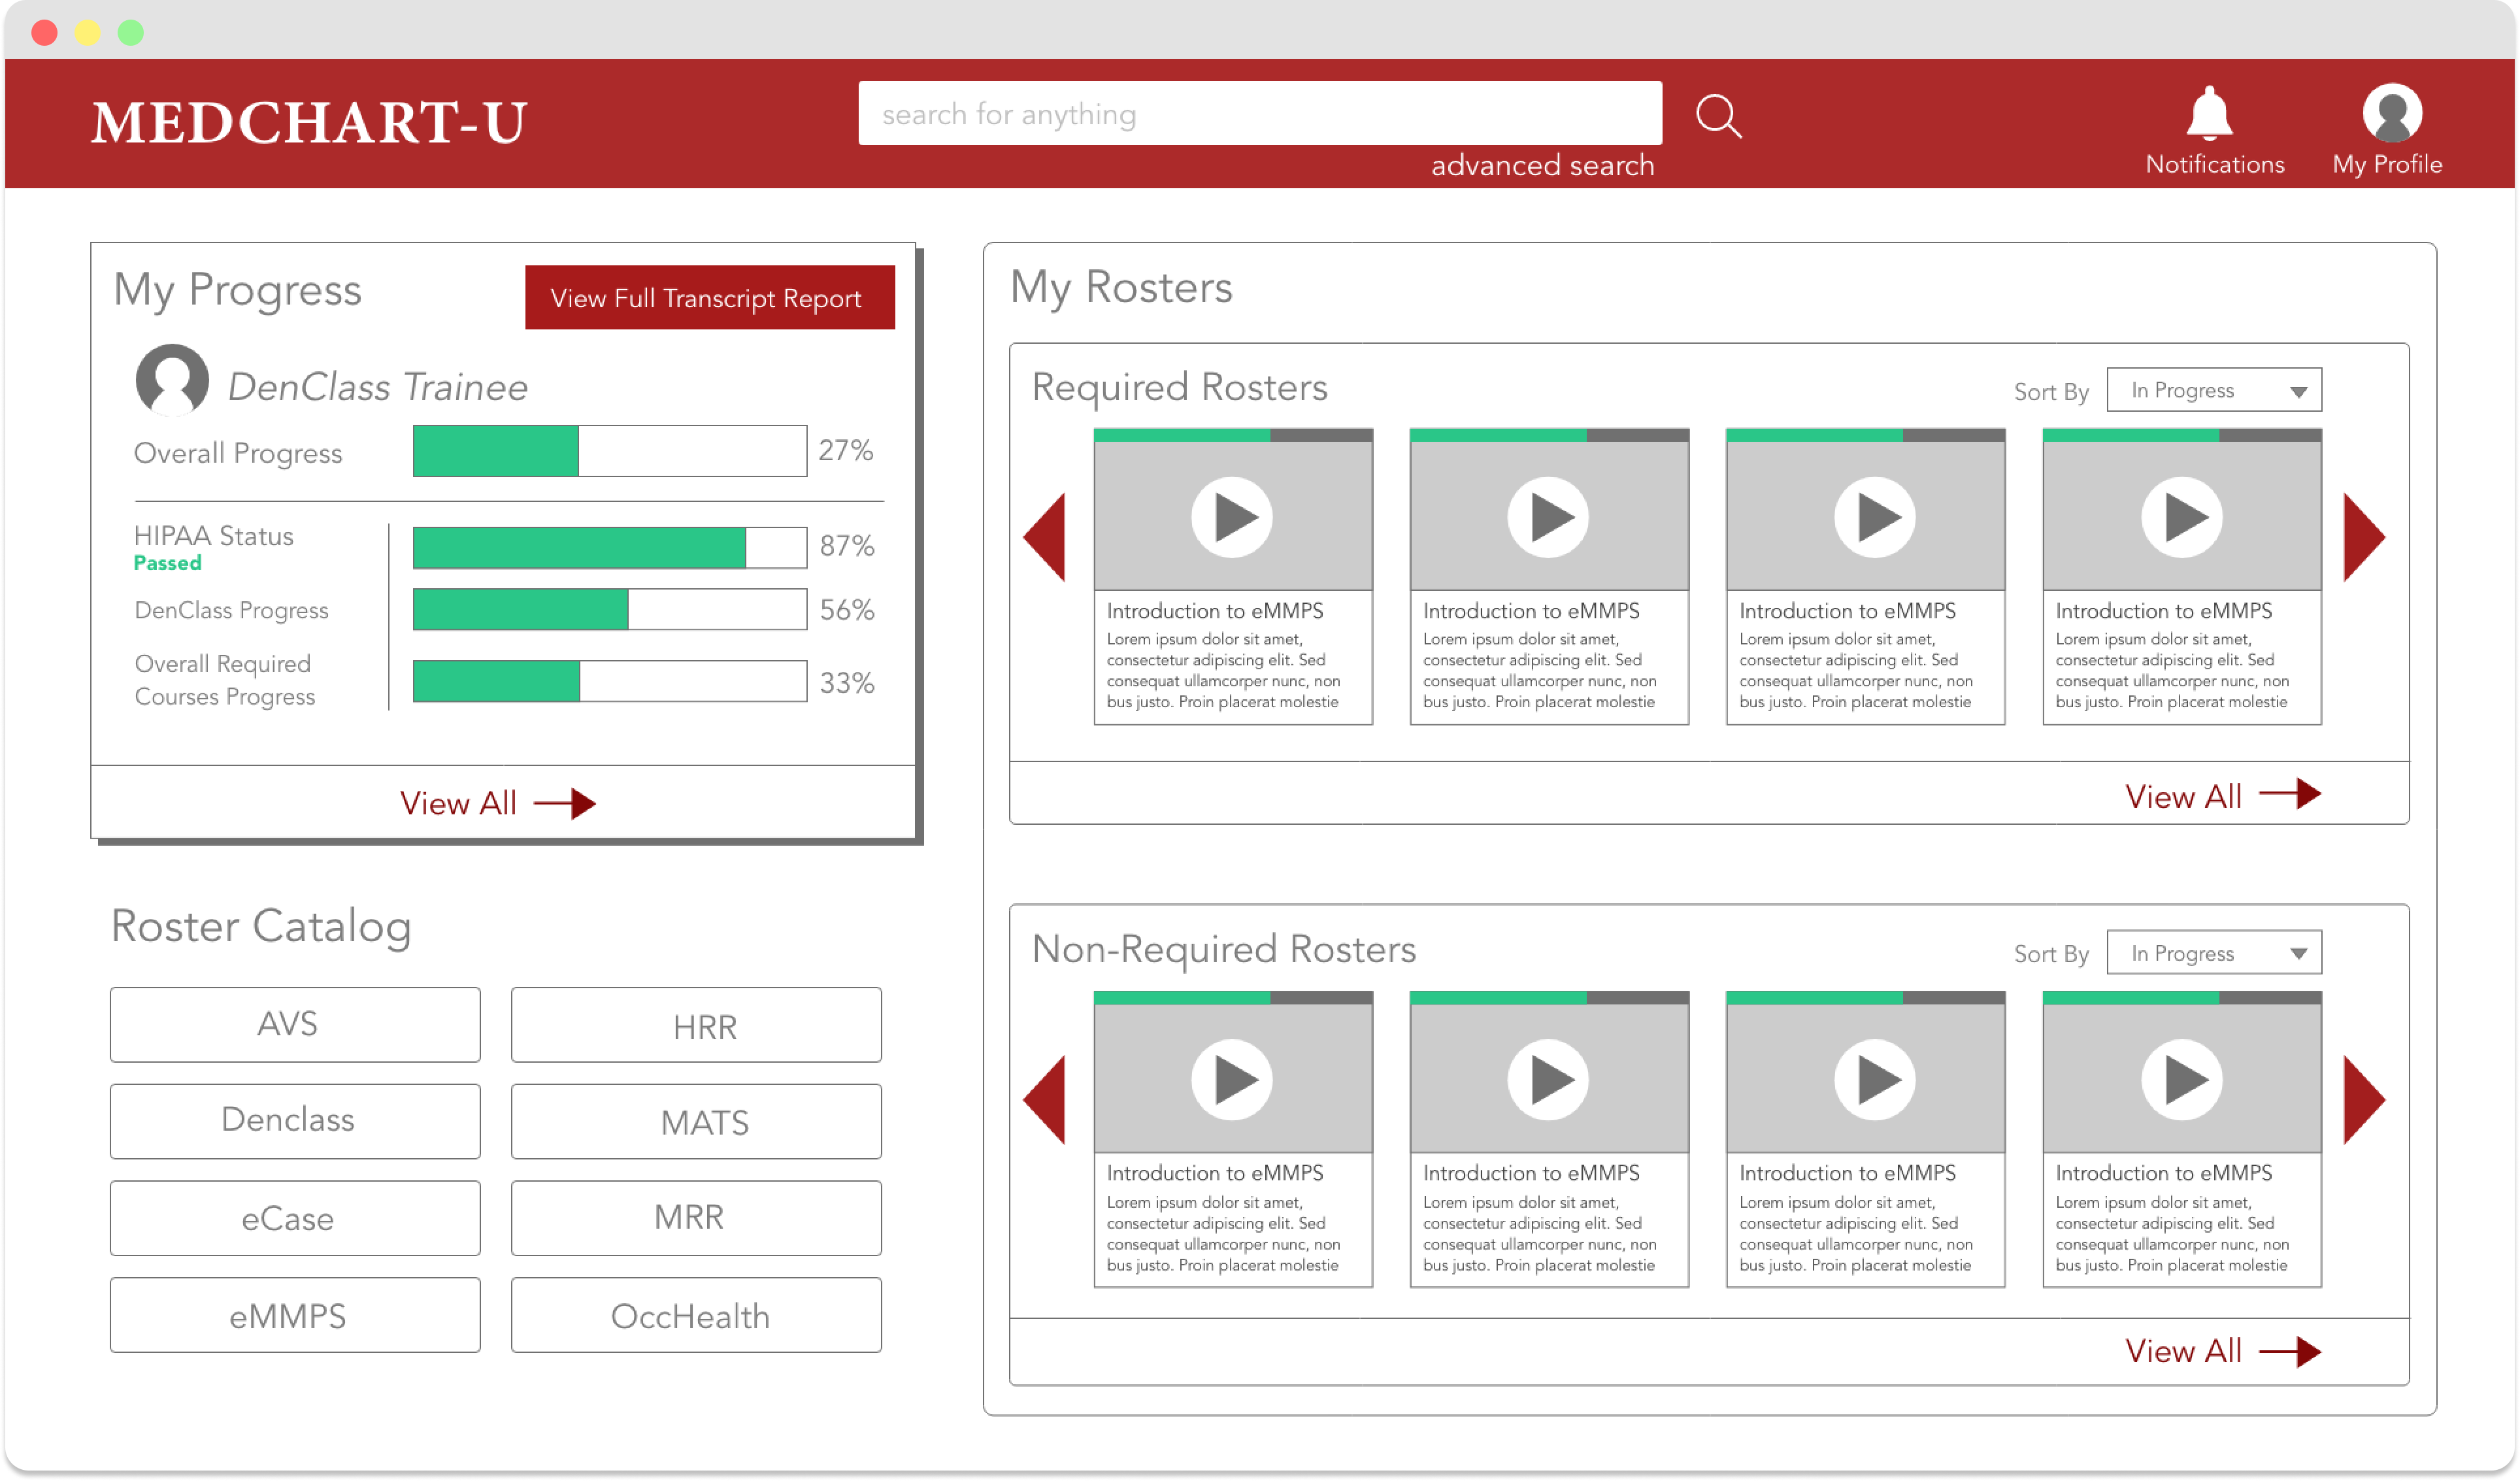 MEDCHART-U
search for anything
advanced search
Notifications
My Profile
My Progress
View Full Transcript Report
DenClass Trainee
Overall Progress
27%
HIPAA Status
Passed
87%
DenClass Progress
56%
Overall Required
Courses Progress
33%
View All
Roster Catalog
AVS
HRR
Denclass
MATS
eCase
MRR
eMMPS
OccHealth
My Rosters
Required Rosters
Sort By
In Progress
Introduction to eMMPS
Lorem ipsum dolor sit amet,
consectetur adipiscing elit. Sed
consequat ullamcorper nunc, non
bus justo. Proin placerat molestie
Introduction to eMMPS
Lorem ipsum dolor sit amet,
consectetur adipiscing elit. Sed
consequat ullamcorper nunc, non
bus justo. Proin placerat molestie
Introduction to eMMPS
Lorem ipsum dolor sit amet,
consectetur adipiscing elit. Sed
consequat ullamcorper nunc, non
bus justo. Proin placerat molestie
Introduction to eMMPS
Lorem ipsum dolor sit amet,
consectetur adipiscing elit. Sed
consequat ullamcorper nunc, non
bus justo. Proin placerat molestie
View All
Non-Required Rosters
Sort By
In Progress
Introduction to eMMPS
Lorem ipsum dolor sit amet,
consectetur adipiscing elit. Sed
consequat ullamcorper nunc, non
bus justo. Proin placerat molestie
Introduction to eMMPS
Lorem ipsum dolor sit amet,
consectetur adipiscing elit. Sed
consequat ullamcorper nunc, non
bus justo. Proin placerat molestie
Introduction to eMMPS
Lorem ipsum dolor sit amet,
consectetur adipiscing elit. Sed
consequat ullamcorper nunc, non
bus justo. Proin placerat molestie
Introduction to eMMPS
Lorem ipsum dolor sit amet,
consectetur adipiscing elit. Sed
consequat ullamcorper nunc, non
bus justo. Proin placerat molestie
View All